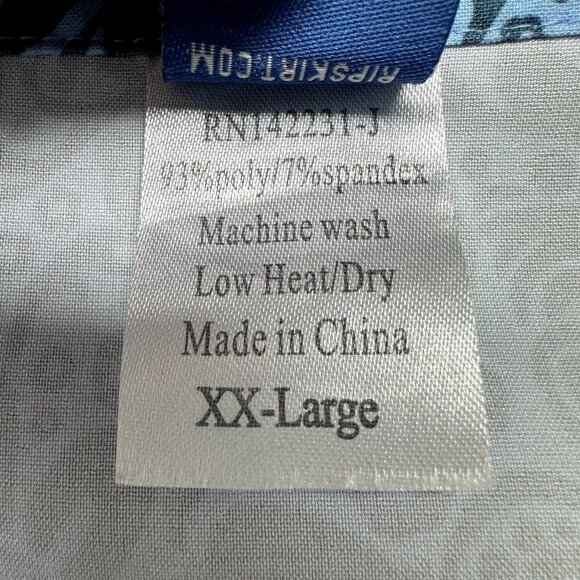 RIPSKIRT.COM
RN142231-J
93%poly/7%spandex
Machine wash
Low Heat/Dry
Made in China
XX-Large